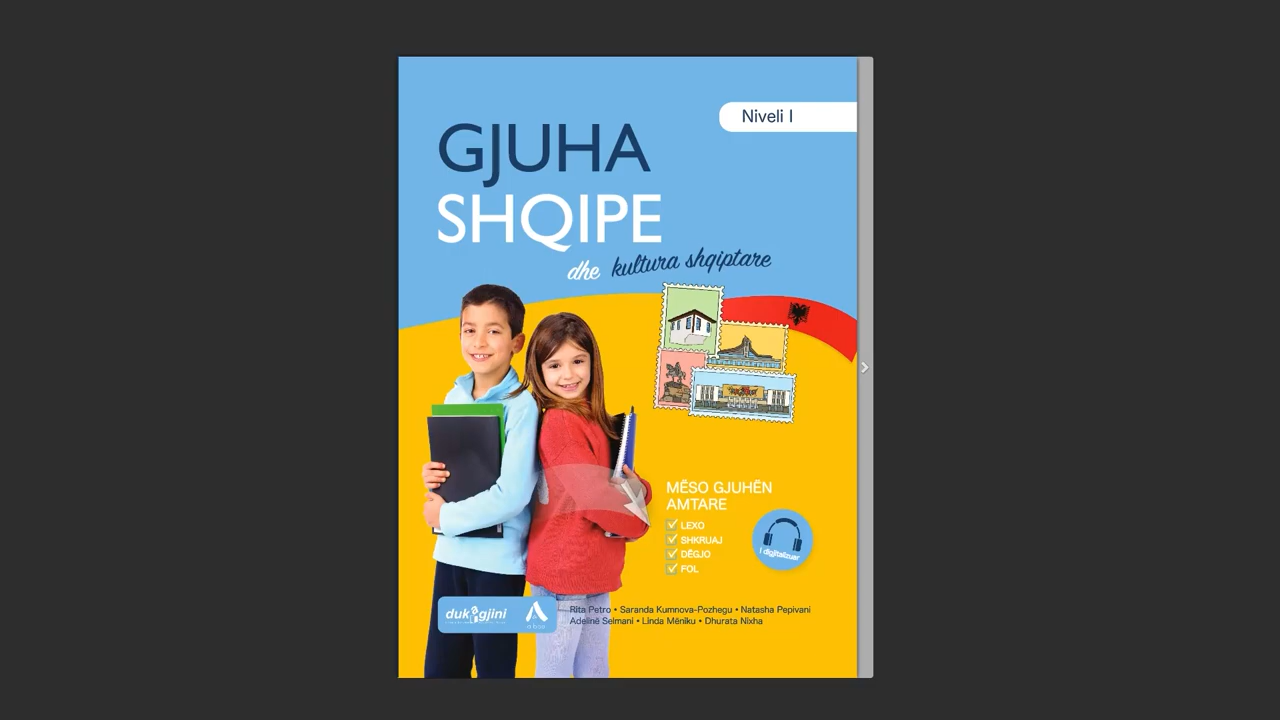 Niveli I
GJUHA
SHQIPE
dhe kultura shqiptare
MËSO GJUHËN
AMTARE
LEXO
SHKRUAJ
DËGJO
FOL
I digjitalizuar
dukagjini
Rita Petro • Saranda Kumnova-Pozhegu • Natasha Pepivani
Adelinë Selmani • Linda Mëniku • Dhurata Nixha